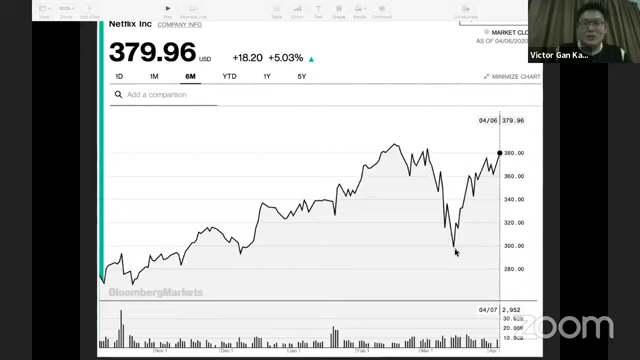 Netflix Inc COMPANY INFO
MARKET CLO
379.96 USD +18.20 +5.03%
AS OF 04/06/2020
Victor Gan Ka...
1D 1M 6M YTD 1Y 5Y
MINIMIZE CHART
Add a comparison
04/06 379.96
380.00
360.00
340.00
320.00
300.00
280.00
BloombergMarkets
04/07 2,952
30.00M
20.00M
10.00M
Nov 1 Dec 1 Jan 1 Feb 1 Mar 1 Apr 1
zoom